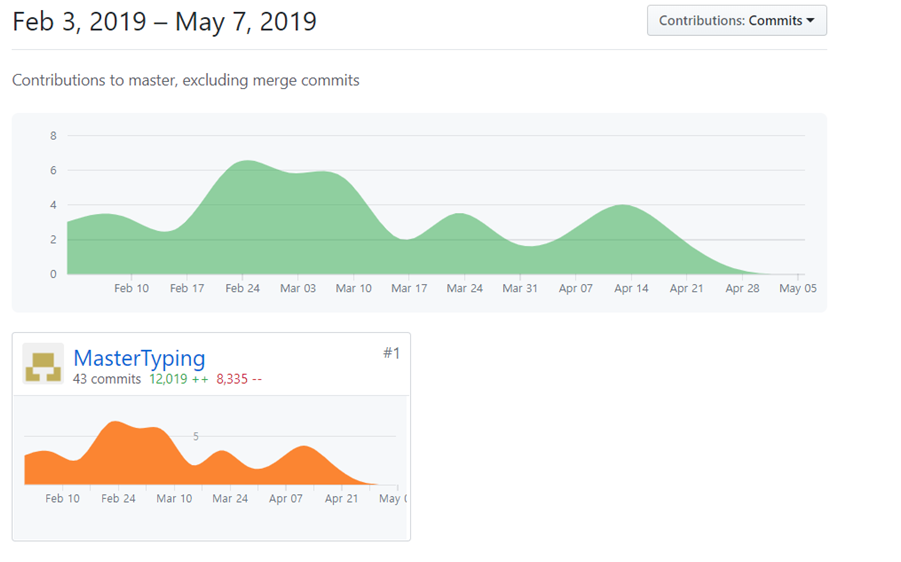 Feb 3, 2019 – May 7, 2019
Contributions: Commits
Contributions to master, excluding merge commits
8
6
4
2
0
Feb 10 Feb 17 Feb 24 Mar 03 Mar 10 Mar 17 Mar 24 Mar 31 Apr 07 Apr 14 Apr 21 Apr 28 May 05
MasterTyping #1
43 commits 12,019 ++ 8,335 --
5
Feb 10 Feb 24 Mar 10 Mar 24 Apr 07 Apr 21 May